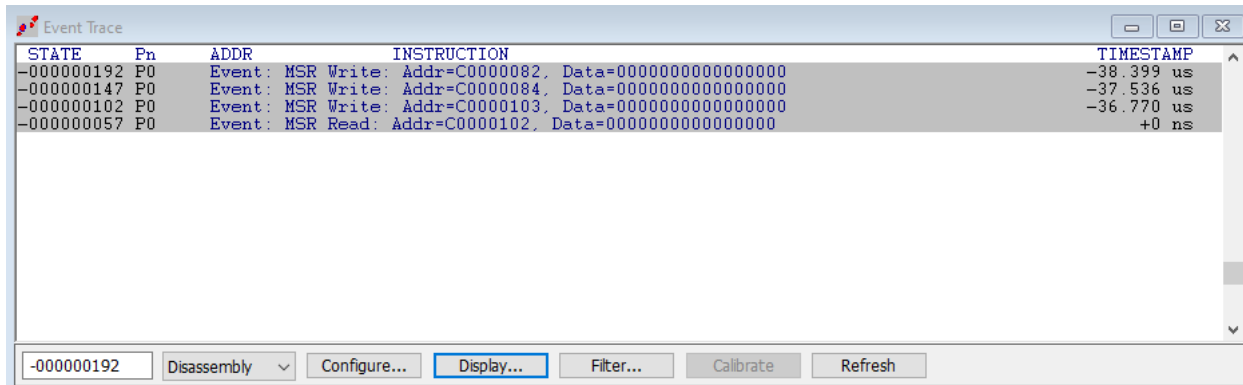 Event Trace
STATE Pn ADDR INSTRUCTION TIMESTAMP
-000000192 P0 Event: MSR Write: Addr=C0000082, Data=0000000000000000 -38.399 us
-000000147 P0 Event: MSR Write: Addr=C0000084, Data=0000000000000000 -37.536 us
-000000102 P0 Event: MSR Write: Addr=C0000103, Data=0000000000000000 -36.770 us
-000000057 P0 Event: MSR Read: Addr=C0000102, Data=0000000000000000 +0 ns
-000000192 Disassembly Configure... Display... Filter... Calibrate Refresh